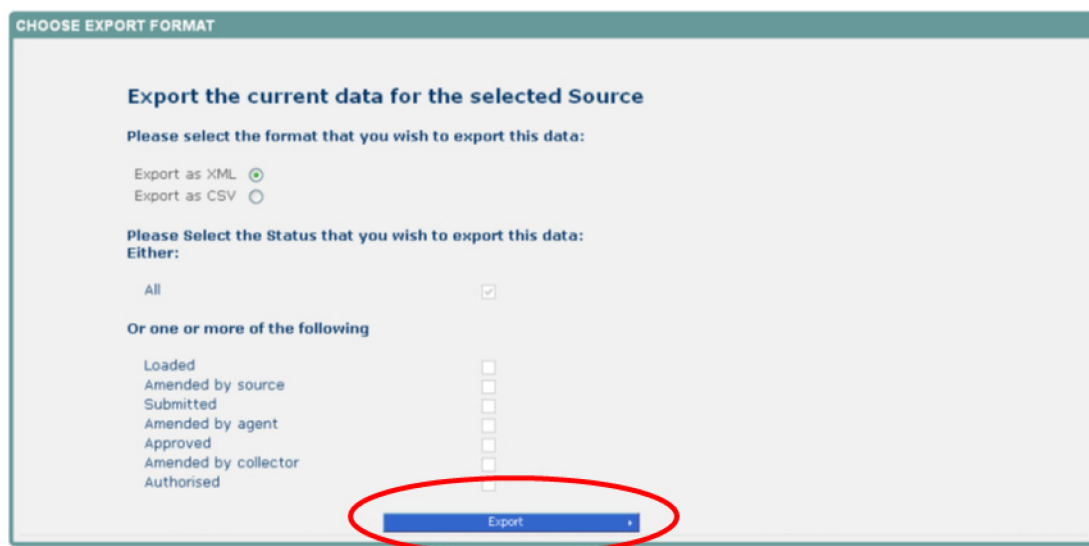 CHOOSE EXPORT FORMAT
Export the current data for the selected Source
Please select the format that you wish to export this data:
Export as XML
Export as CSV
Please Select the Status that you wish to export this data:
Either:
All
Or one or more of the following
Loaded
Amended by source
Submitted
Amended by agent
Approved
Amended by collector
Authorised
Export